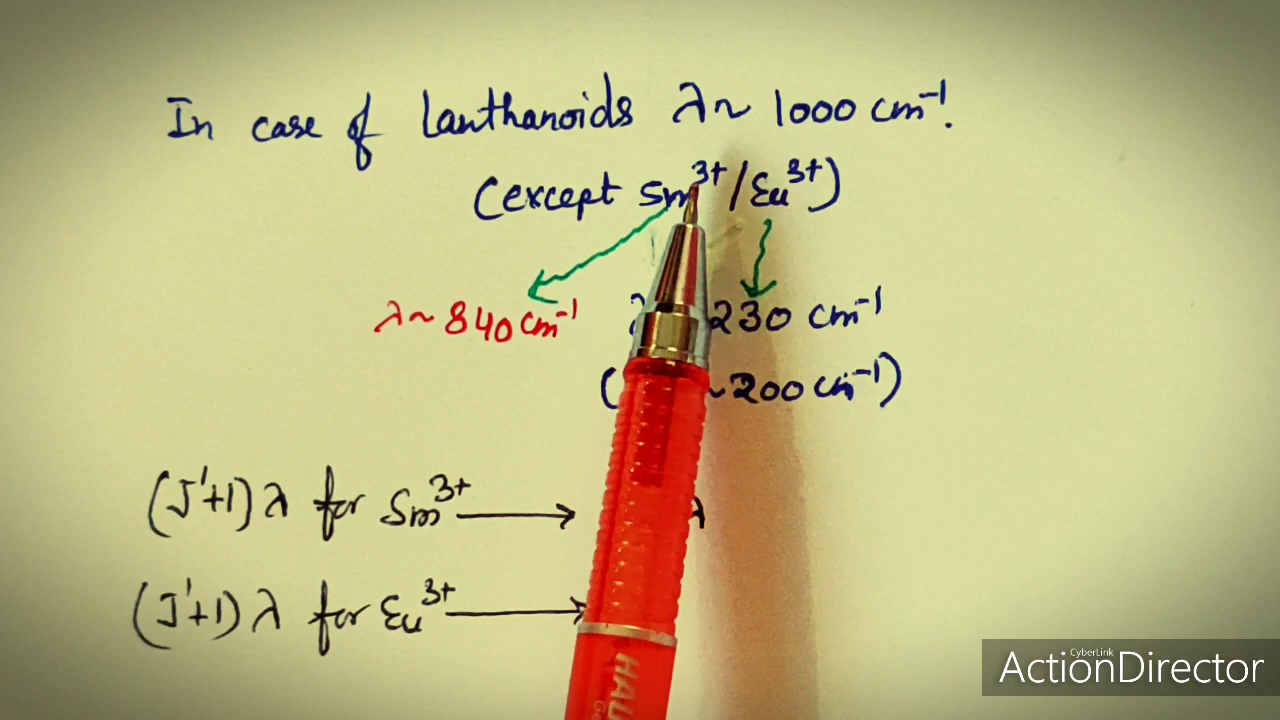 In case of lanthanoids λ~ 1000 cm⁻¹.
(except Sm³⁺/Eu³⁺)
λ~ 840 cm⁻¹ 230 cm⁻¹
( ~200 cm⁻¹)
(J'+1) λ for Sm³⁺ → λ
(J'+1) λ for Eu³⁺ →
HAU
CyberLink
ActionDirector